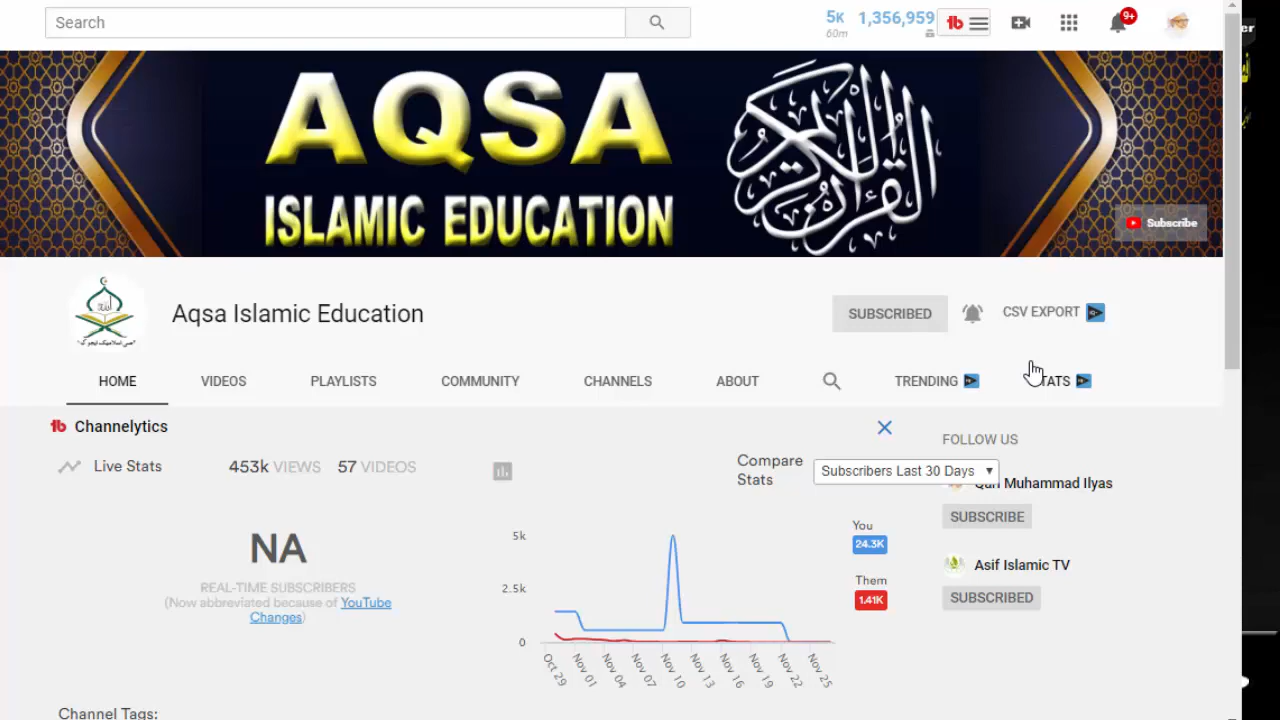 Search
5K
60m
1,356,959
9+
er
AQSA
ISLAMIC EDUCATION
القرآن الكريم
Subscribe
Aqsa Islamic Education
SUBSCRIBED
CSV EXPORT
HOME
VIDEOS
PLAYLISTS
COMMUNITY
CHANNELS
ABOUT
TRENDING
TATS
Channelytics
FOLLOW US
Live Stats
453k VIEWS 57 VIDEOS
Compare
Stats
Subscribers Last 30 Days
Qari Muhammad Ilyas
SUBSCRIBE
NA
REAL-TIME SUBSCRIBERS
(Now abbreviated because of YouTube
Changes)
5k
2.5k
0
Oct 29
Nov 01
Nov 04
Nov 07
Nov 10
Nov 13
Nov 16
Nov 19
Nov 22
Nov 25
You
24.3K
Them
1.41K
Asif Islamic TV
SUBSCRIBED
Channel Tags: